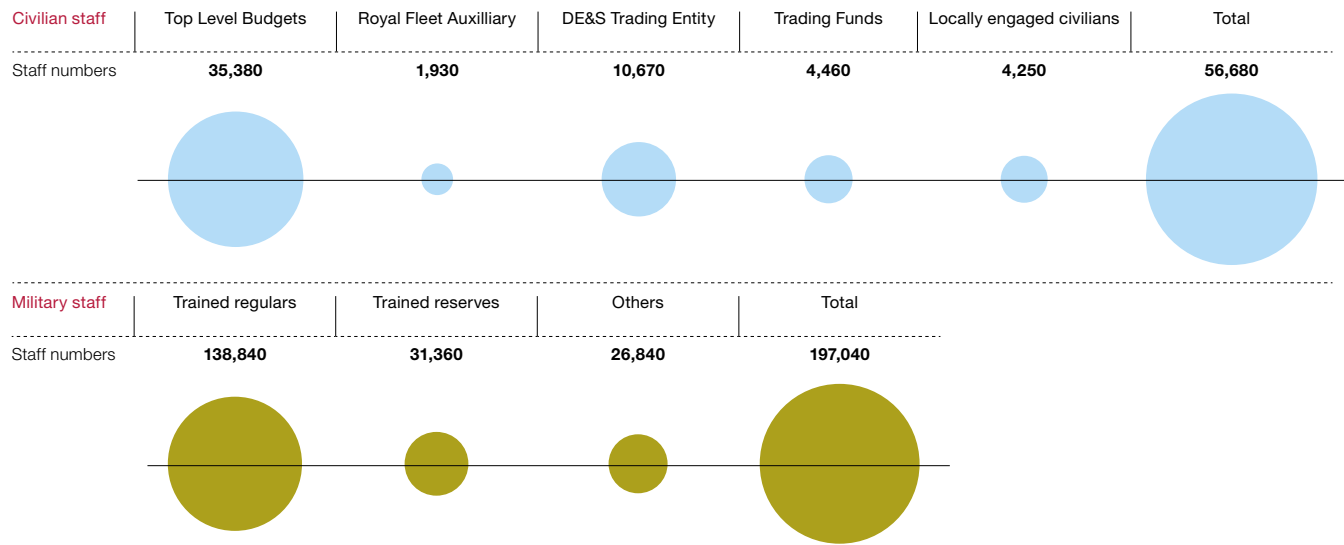 Civilian staff Top Level Budgets Royal Fleet Auxilliary DE&S Trading Entity Trading Funds Locally engaged civilians Total
Staff numbers 35,380 1,930 10,670 4,460 4,250 56,680
Military staff Trained regulars Trained reserves Others Total
Staff numbers 138,840 31,360 26,840 197,040